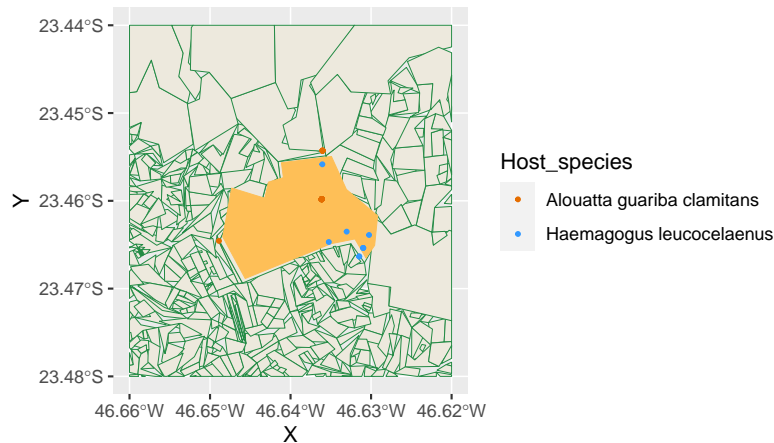 23.44°S
23.45°S
23.46°S
23.47°S
23.48°S
Y
46.66°W 46.65°W 46.64°W 46.63°W 46.62°W
X
Host_species
Alouatta guariba clamitans
Haemagogus leucocelaenus